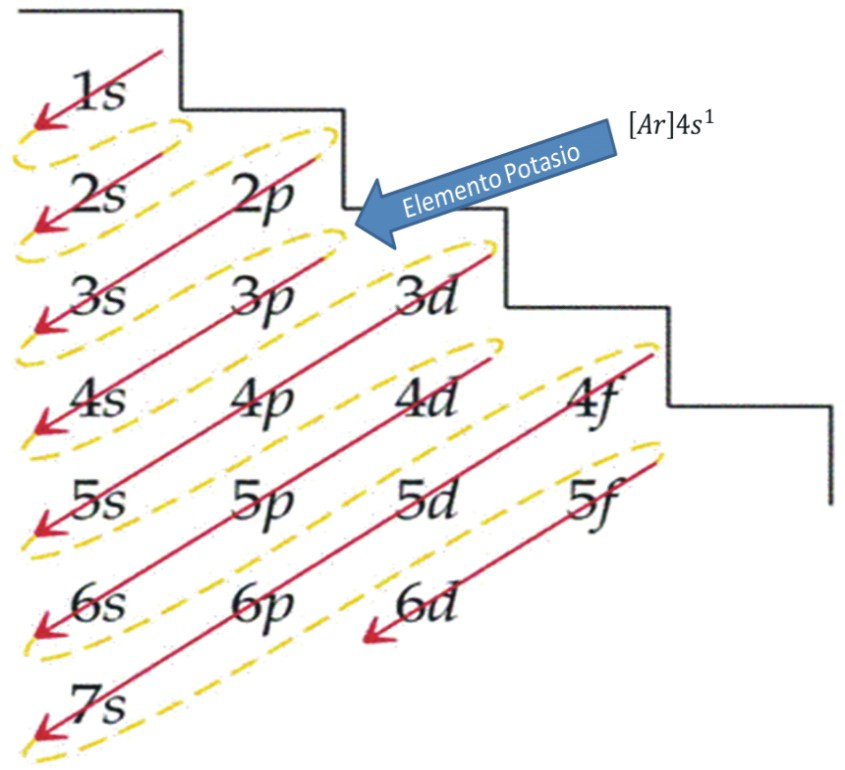 1s
[Ar]4s¹
Elemento Potasio
2s 2p
3s 3p 3d
4s 4p 4d 4f
5s 5p 5d 5f
6s 6p 6d
7s